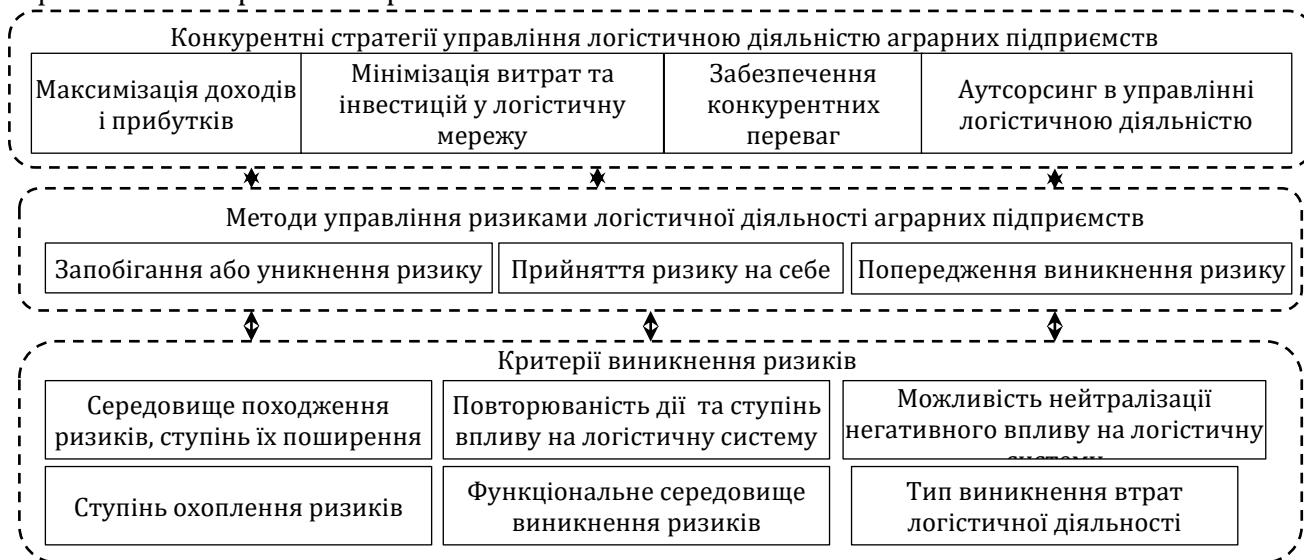 Конкурентні стратегії управління логістичною діяльністю аграрних підприємств
Максимізація доходів
і прибутків
Мінімізація витрат та
інвестицій у логістичну
мережу
Забезпечення
конкурентних
переваг
Аутсорсинг в управлінні
логістичною діяльністю
Методи управління ризиками логістичної діяльності аграрних підприємств
Запобігання або уникнення ризику
Прийняття ризику на себе
Попередження виникнення ризику
Критерії виникнення ризиків
Середовище походження
ризиків, ступінь їх поширення
Повторюваність дії та ступінь
впливу на логістичну систему
Можливість нейтралізації
негативного впливу на логістичну
Ступінь охоплення ризиків
Функціональне середовище
виникнення ризиків
Тип виникнення втрат
логістичної діяльності